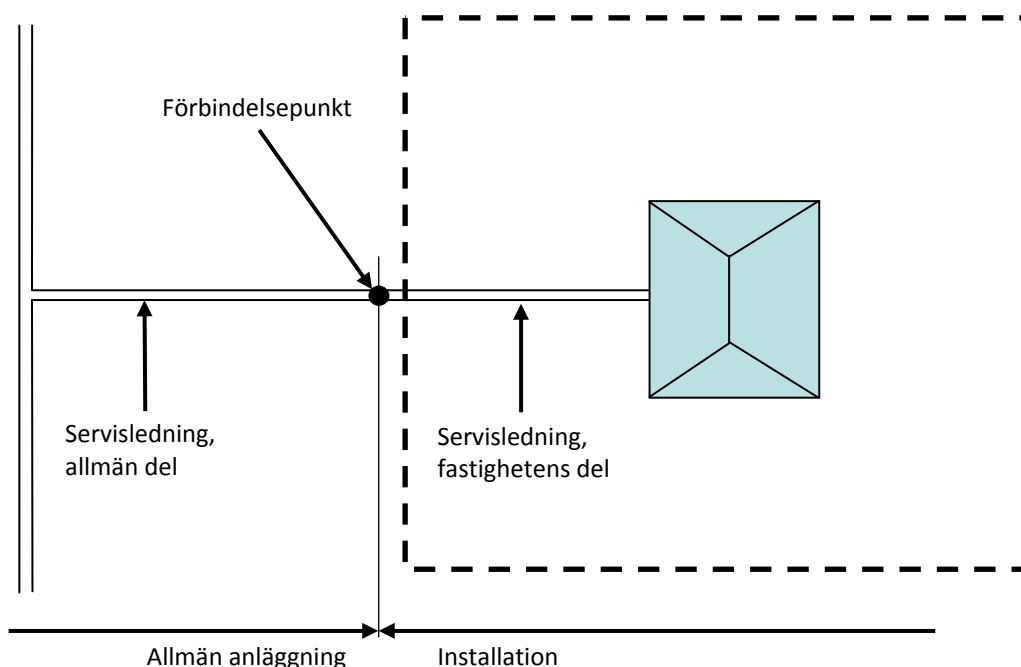 Förbindelsepunkt
Servisledning,
allmän del
Servisledning,
fastighetens del
Allmän anläggning
Installation